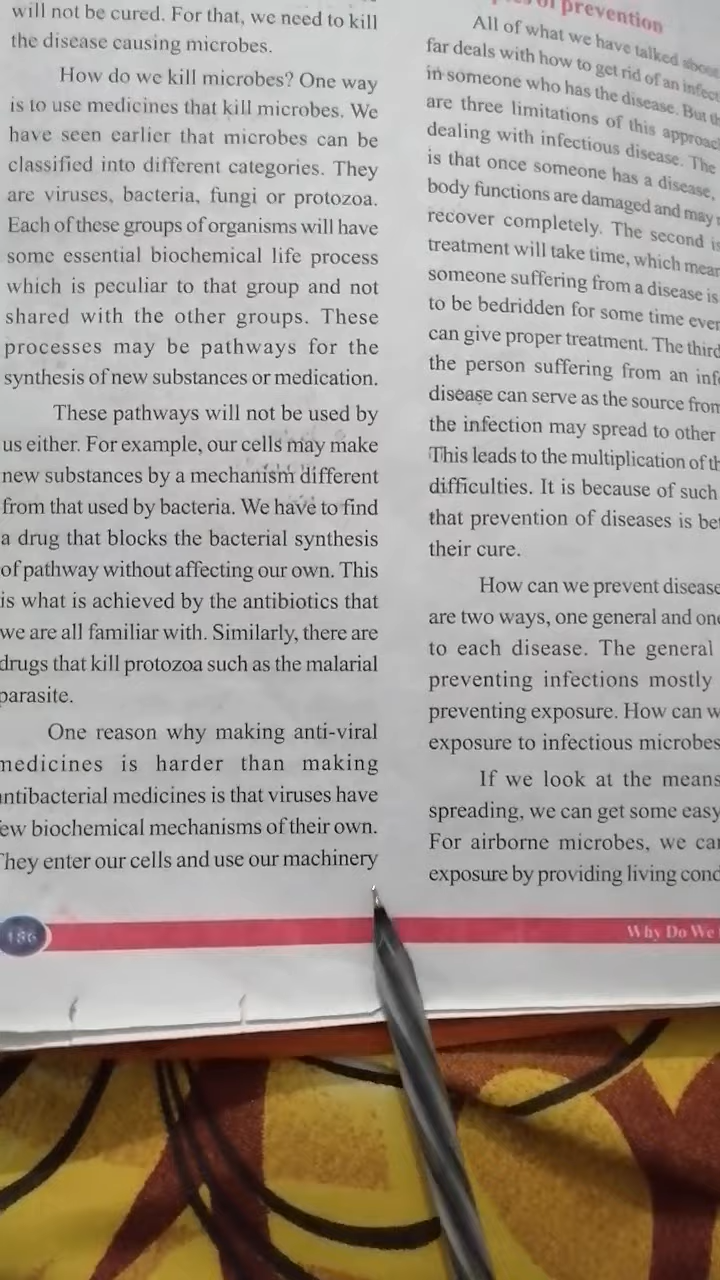 will not be cured. For that, we need to kill
the disease causing microbes.
How do we kill microbes? One way
is to use medicines that kill microbes. We
have seen earlier that microbes can be
classified into different categories. They
are viruses, bacteria, fungi or protozoa.
Each of these groups of organisms will have
some essential biochemical life process
which is peculiar to that group and not
shared with the other groups. These
processes may be pathways for the
synthesis of new substances or medication.
These pathways will not be used by
us either. For example, our cells may make
new substances by a mechanism different
from that used by bacteria. We have to find
a drug that blocks the bacterial synthesis
of pathway without affecting our own. This
is what is achieved by the antibiotics that
we are all familiar with. Similarly, there are
drugs that kill protozoa such as the malarial
parasite.
One reason why making anti-viral
medicines is harder than making
antibacterial medicines is that viruses have
few biochemical mechanisms of their own.
They enter our cells and use our machinery
186
of prevention
All of what we have talked about
far deals with how to get rid of an
in someone who has the disease. But
are three limitations of this
dealing with infectious disease. The
is that once someone has a disease,
body functions are damaged and may
recover completely. The second is
treatment will take time, which
someone suffering from a disease is
to be bedridden for some time
can give proper treatment. The third
the person suffering from an
disease can serve as the source from
the infection may spread to other
This leads to the multiplication of
difficulties. It is because of such
that prevention of diseases is
their cure.
How can we prevent disease
are two ways, one general and
to each disease. The general
preventing infections mostly
preventing exposure. How can
exposure to infectious microbes
If we look at the means
spreading, we can get some easy
For airborne microbes, we
exposure by providing living
Why Do We